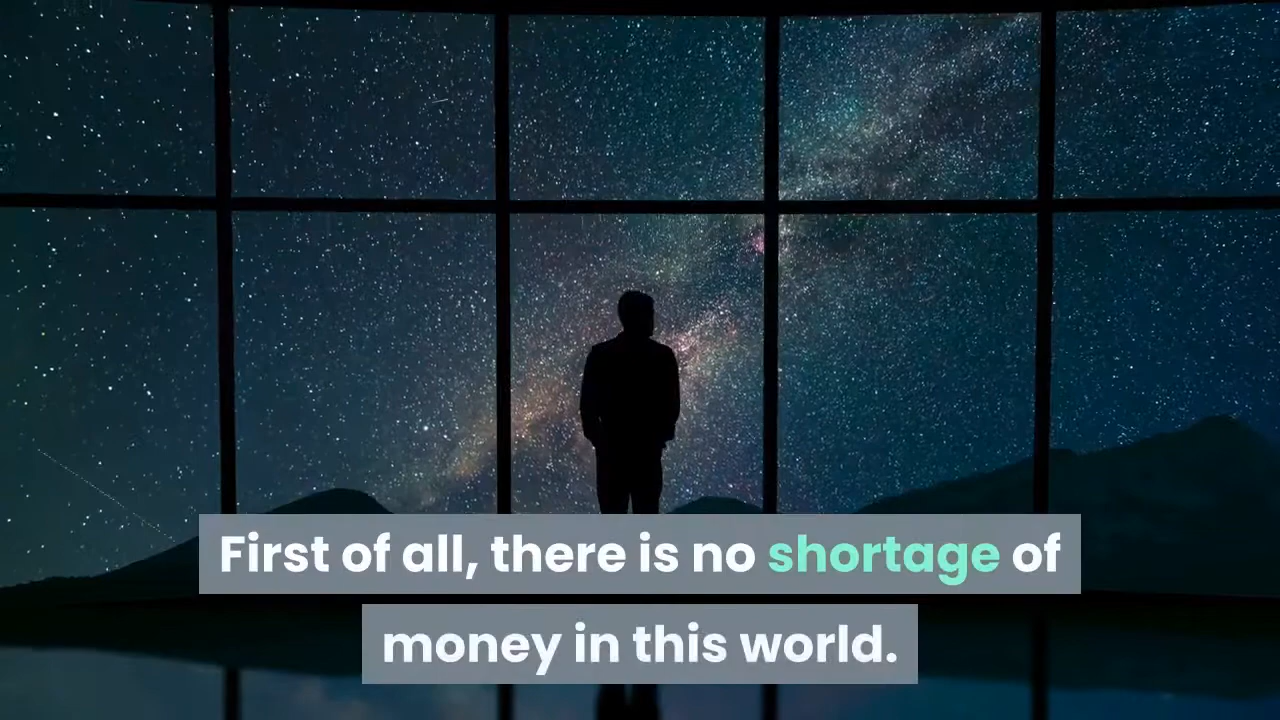 First of all, there is no shortage of
money in this world.